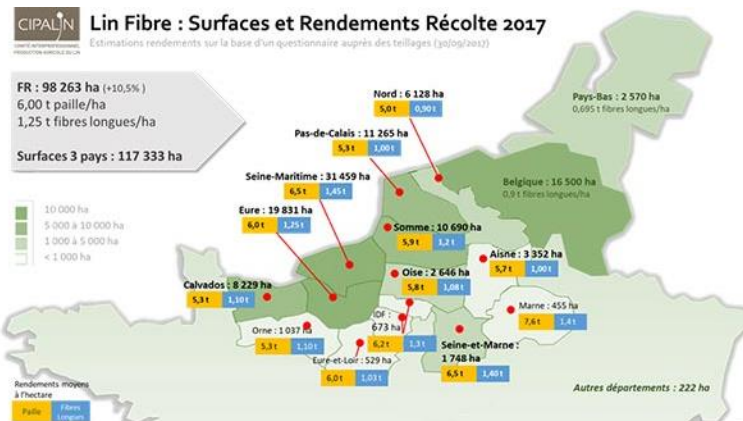 CIPALIN
COMITÉ INTERPROFESSIONNEL
PRODUCTION AGRICOLE DU LIN
Lin Fibre : Surfaces et Rendements Récolte 2017
Estimations rendements sur la base d'un questionnaire auprès des teillages (30/09/2017)
FR : 98 263 ha (+10,5% )
6,00 t paille/ha
1,25 t fibres longues/ha
Surfaces 3 pays : 117 333 ha
Nord : 6 128 ha
5,0 t 0,90 t
Pays-Bas : 2 570 ha
0,695 t fibres longues/ha
Pas-de-Calais : 11 265 ha
5,3 t 1,00 t
Seine-Maritime : 31 459 ha
6,5 t 1,45 t
Belgique : 16 500 ha
0,9 t fibres longues/ha
Eure : 19 831 ha
6,0 t 1,25 t
10 000 ha
5 000 à 10 000 ha
1 000 à 5 000 ha
< 1 000 ha
Somme : 10 690 ha
5,9 t 1,2 t
Aisne : 3 352 ha
5,7 t 1,00 t
Oise : 2 646 ha
5,8 t 1,08 t
Calvados : 8 229 ha
5,3 t 1,10 t
Marne : 455 ha
7,6 t 1,4 t
Orne : 1 037 ha
5,3 t 1,10 t
IDF :
673 ha
6,2 t 1,3 t
Seine-et-Marne :
1 748 ha
6,5 t 1,40 t
Eure-et-Loir : 529 ha
6,0 t 1,03 t
Autres départements : 222 ha
Rendements moyens
à l'hectare
Paille Fibres
Longues